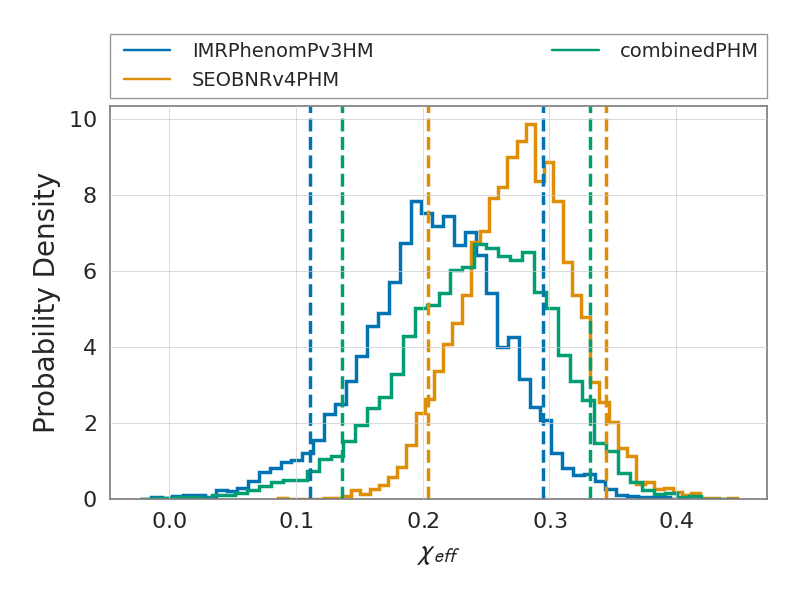 IMRPhenomPv3HM
SEOBNRv4PHM
combinedPHM
Probability Density
10
8
6
4
2
0
0.0 0.1 0.2 0.3 0.4
χeff